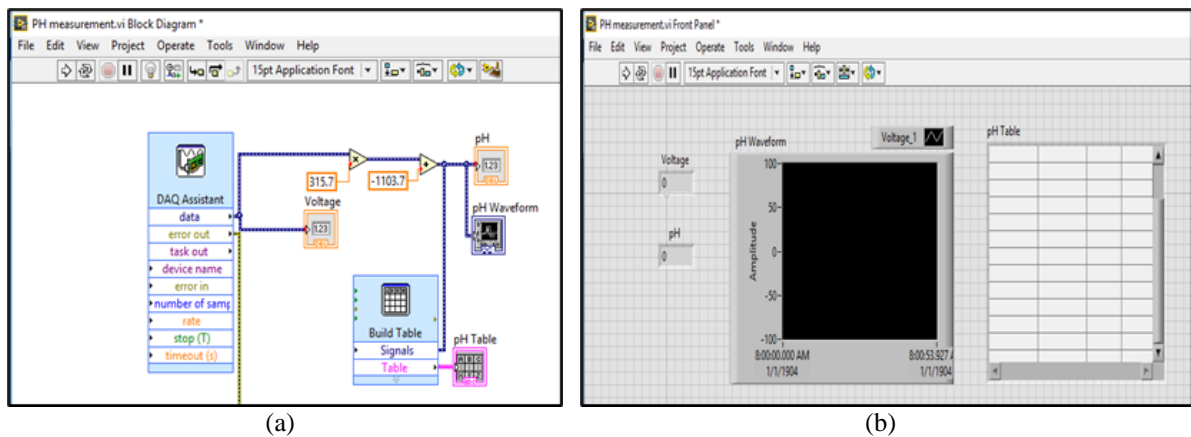 PH measurement.vi Block Diagram *
File Edit View Project Operate Tools Window Help
15pt Application Font
pH
1.23
315.7
-1103.7
DAQ Assistant
data
error out
task out
device name
error in
number of samp
rate
stop (T)
timeout (s)
Voltage
1.23
pH Waveform
Build Table
Signals
Table
pH Table
(a)
PH measurement.vi Front Panel *
File Edit View Project Operate Tools Window Help
15pt Application Font
Voltage
0
pH
0
pH Waveform
Voltage_1
Amplitude
100
50
0
-50
-100
8:00:00.000 AM
1/1/1904
8:00:53.927 A
1/1/1904
pH Table
(b)